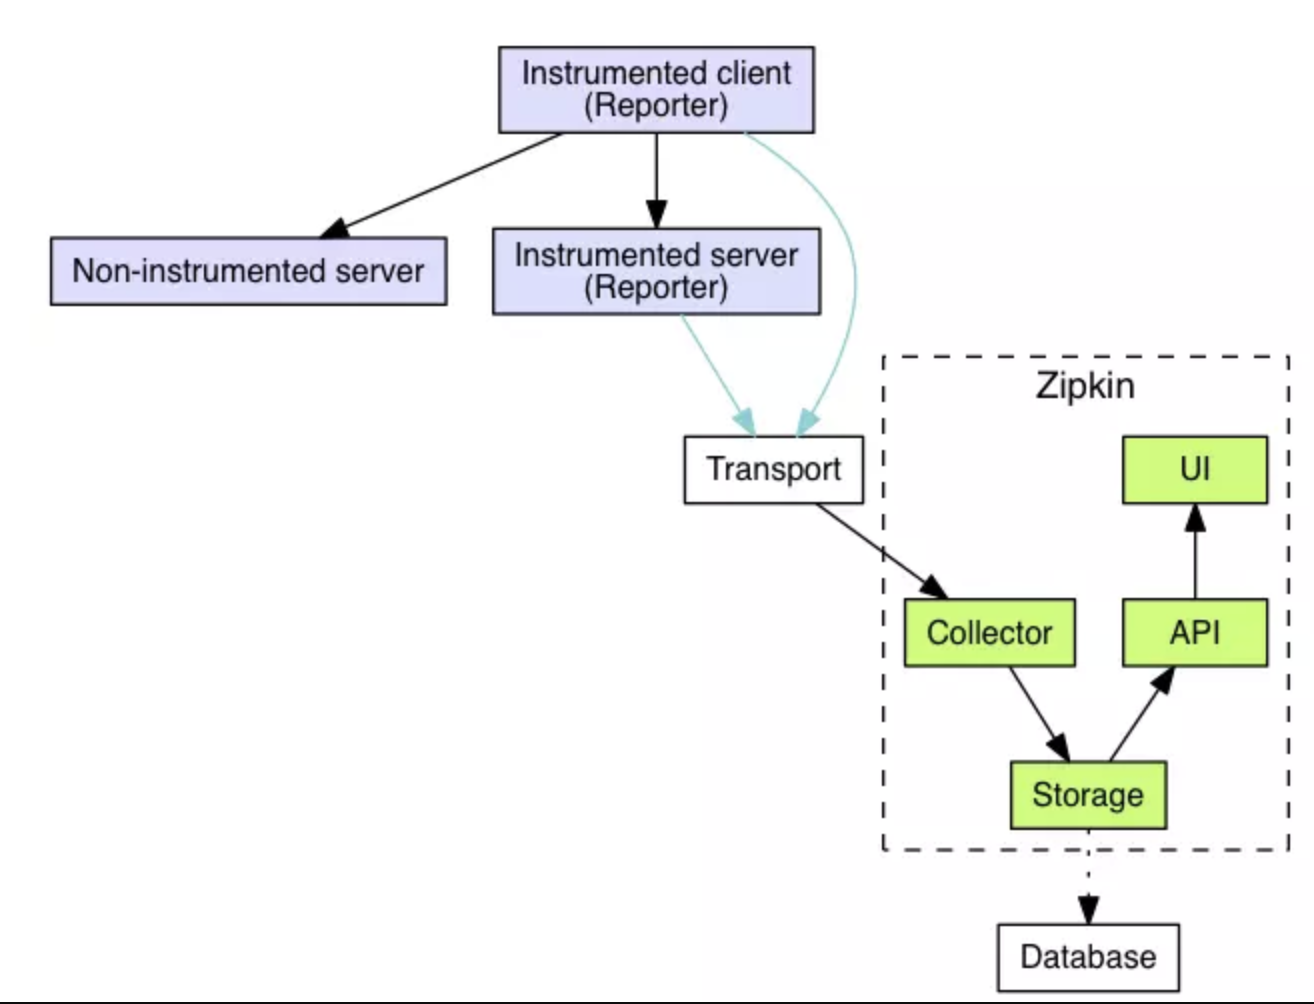 Instrumented client
(Reporter)
Non-instrumented server
Instrumented server
(Reporter)
Zipkin
Transport
UI
Collector
API
Storage
Database